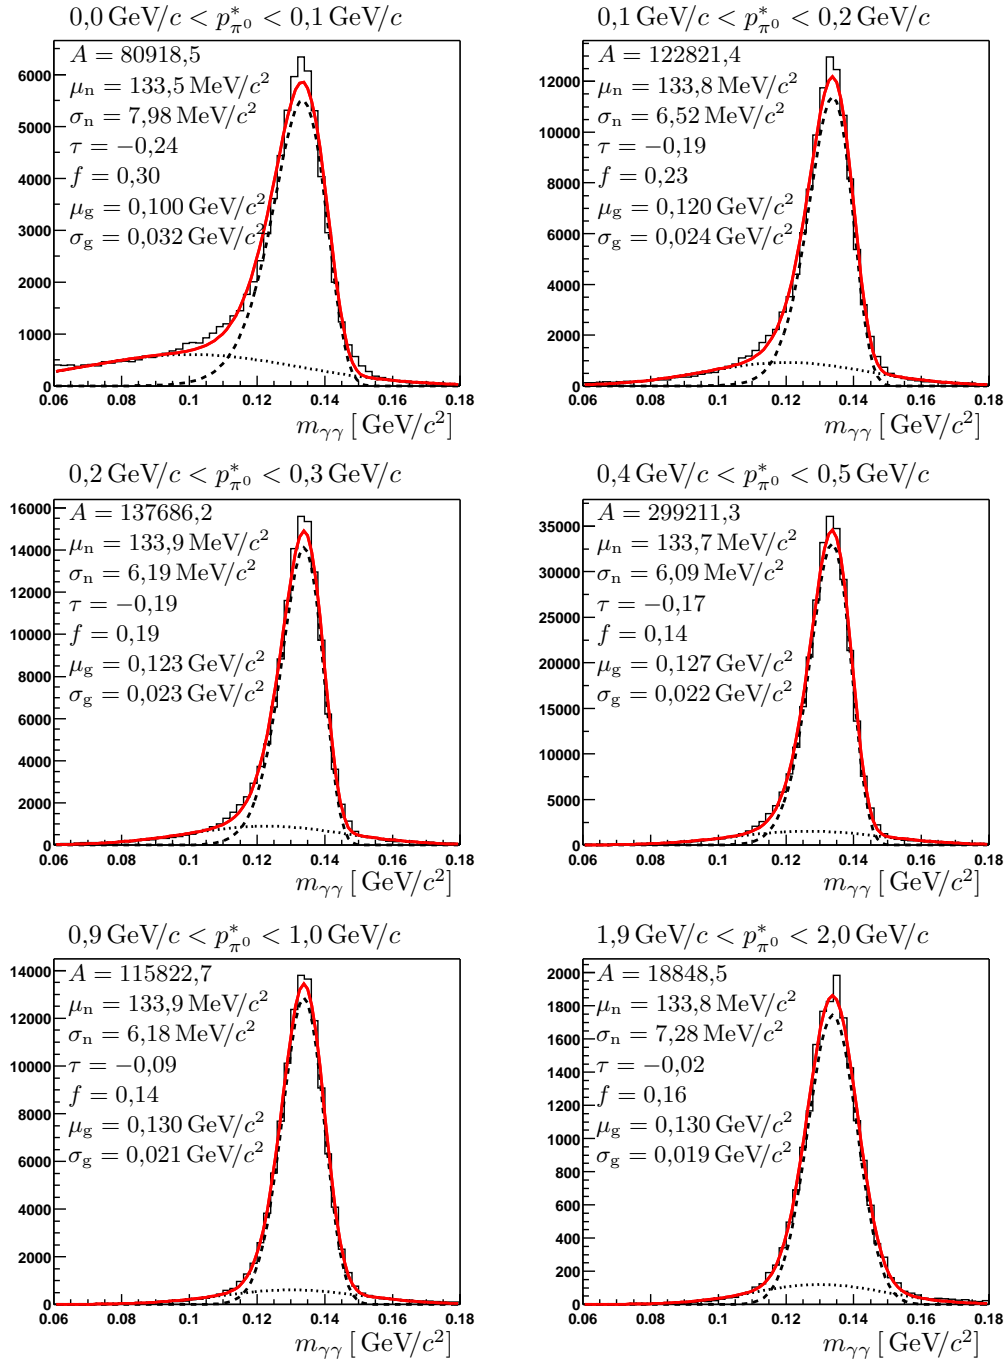 0,0 GeV/c < p*π0 < 0,1 GeV/c
A = 80918,5
μn = 133,5 MeV/c²
σn = 7,98 MeV/c²
τ = −0,24
f = 0,30
μg = 0,100 GeV/c²
σg = 0,032 GeV/c²
6000
5000
4000
3000
2000
1000
0
0.06 0.08 0.1 0.12 0.14 0.16 0.18
mγγ [ GeV/c²]
0,1 GeV/c < p*π0 < 0,2 GeV/c
A = 122821,4
μn = 133,8 MeV/c²
σn = 6,52 MeV/c²
τ = −0,19
f = 0,23
μg = 0,120 GeV/c²
σg = 0,024 GeV/c²
12000
10000
8000
6000
4000
2000
0
0.06 0.08 0.1 0.12 0.14 0.16 0.18
mγγ [ GeV/c²]
0,2 GeV/c < p*π0 < 0,3 GeV/c
A = 137686,2
μn = 133,9 MeV/c²
σn = 6,19 MeV/c²
τ = −0,19
f = 0,19
μg = 0,123 GeV/c²
σg = 0,023 GeV/c²
16000
14000
12000
10000
8000
6000
4000
2000
0
0.06 0.08 0.1 0.12 0.14 0.16 0.18
mγγ [ GeV/c²]
0,4 GeV/c < p*π0 < 0,5 GeV/c
A = 299211,3
μn = 133,7 MeV/c²
σn = 6,09 MeV/c²
τ = −0,17
f = 0,14
μg = 0,127 GeV/c²
σg = 0,022 GeV/c²
35000
30000
25000
20000
15000
10000
5000
0
0.06 0.08 0.1 0.12 0.14 0.16 0.18
mγγ [ GeV/c²]
0,9 GeV/c < p*π0 < 1,0 GeV/c
A = 115822,7
μn = 133,9 MeV/c²
σn = 6,18 MeV/c²
τ = −0,09
f = 0,14
μg = 0,130 GeV/c²
σg = 0,021 GeV/c²
14000
12000
10000
8000
6000
4000
2000
0
0.06 0.08 0.1 0.12 0.14 0.16 0.18
mγγ [ GeV/c²]
1,9 GeV/c < p*π0 < 2,0 GeV/c
A = 18848,5
μn = 133,8 MeV/c²
σn = 7,28 MeV/c²
τ = −0,02
f = 0,16
μg = 0,130 GeV/c²
σg = 0,019 GeV/c²
2000
1800
1600
1400
1200
1000
800
600
400
200
0
0.06 0.08 0.1 0.12 0.14 0.16 0.18
mγγ [ GeV/c²]